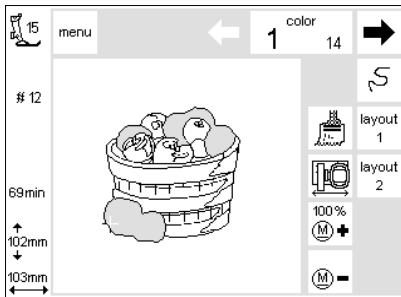 15
menu
color
1 14
# 12
layout
1
layout
2
69min
100%
M +
102mm
M -
103mm